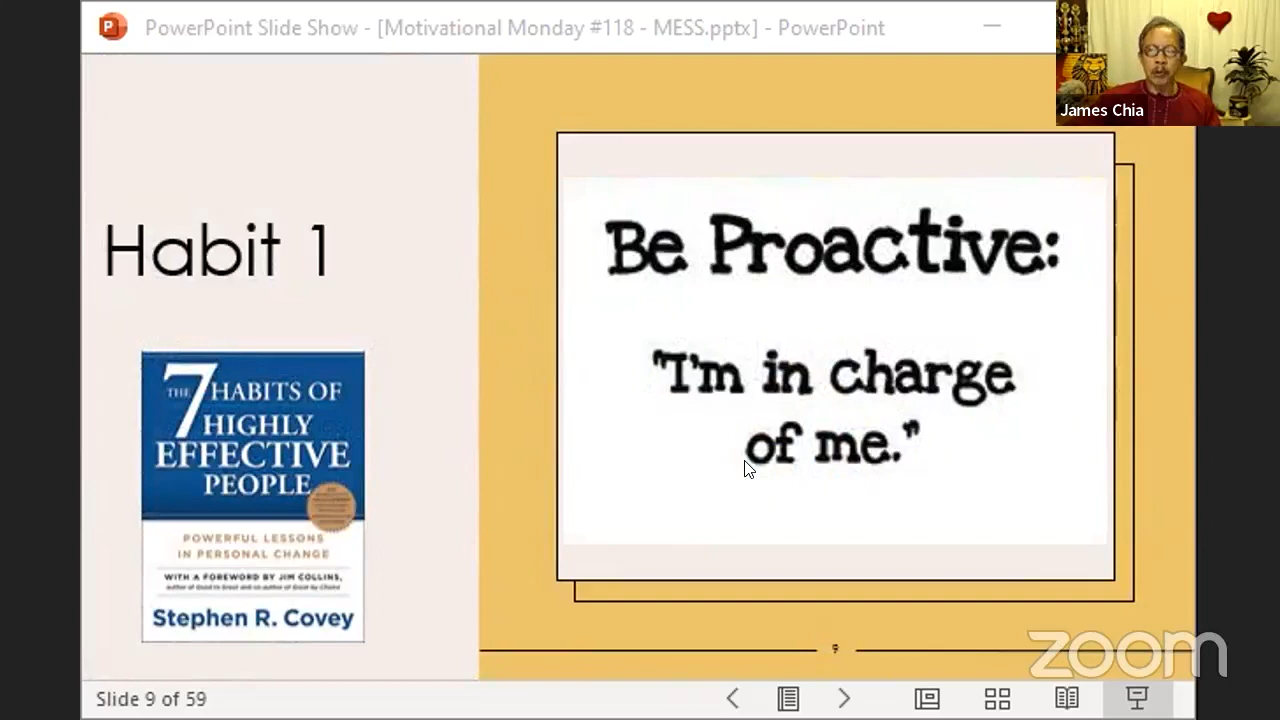 PowerPoint Slide Show - [Motivational Monday #118 - MESS.pptx] - PowerPoint
James Chia
Habit 1
THE 7 HABITS OF
HIGHLY
EFFECTIVE
PEOPLE
POWERFUL LESSONS
IN PERSONAL CHANGE
WITH A FOREWORD BY JIM COLLINS,
Stephen R. Covey
Be Proactive:
"I'm in charge
of me."
9
zoom
Slide 9 of 59